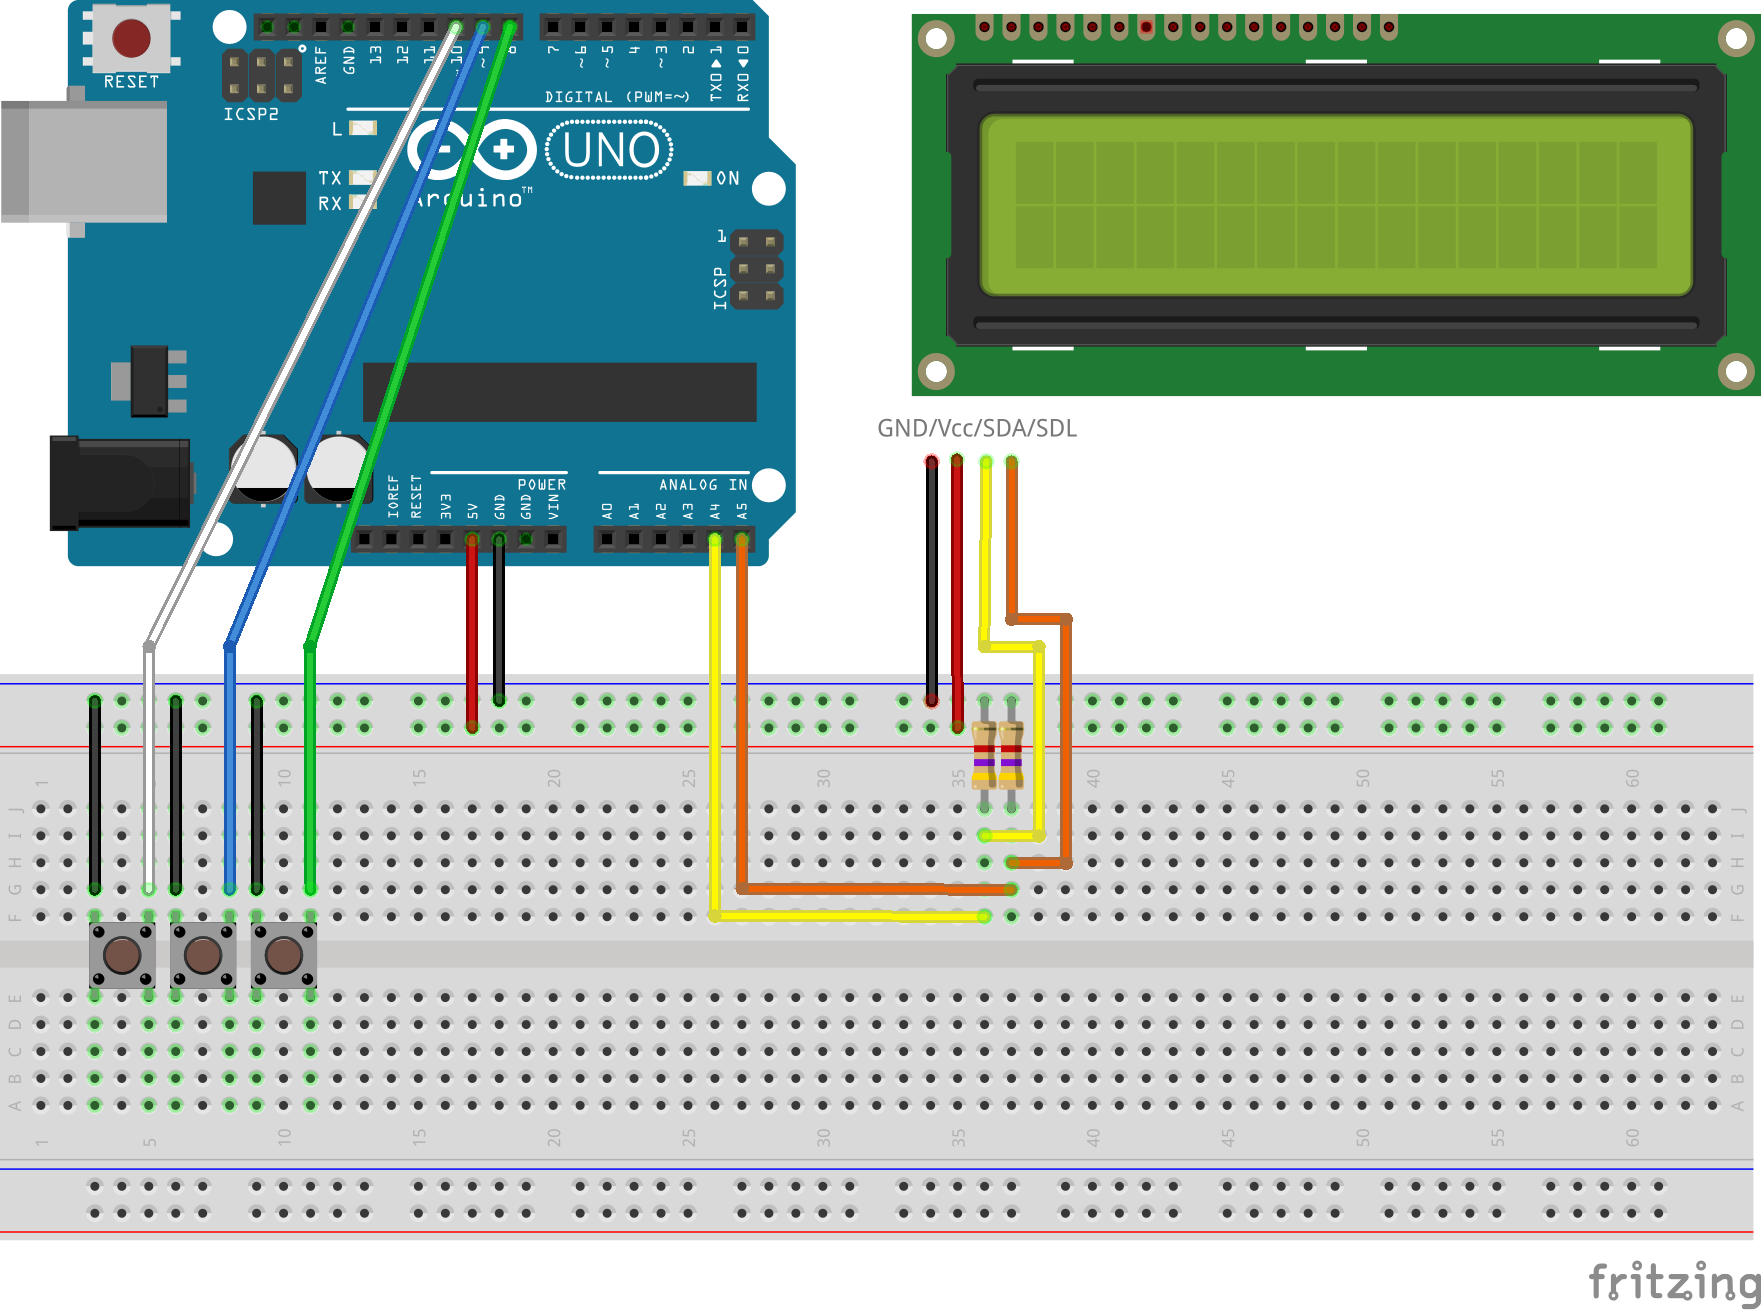 RESET
ICSP2
AREF
GND
13
12
11
~10
~9
8
7
~6
~5
4
~3
2
TX0▶1
RX0◀0
DIGITAL (PWM=~)
L
TX
RX
UNO
Arduino™
ON
1
ICSP
IOREF
RESET
3V3
5V
GND
GND
VIN
POWER
A0
A1
A2
A3
A4
A5
ANALOG IN
GND/Vcc/SDA/SDL
1
10
15
20
25
30
35
40
45
50
55
60
J
I
H
G
F
J
I
H
G
F
E
D
C
B
A
E
D
C
B
A
1
5
10
15
20
25
30
35
40
45
50
55
60
fritzing